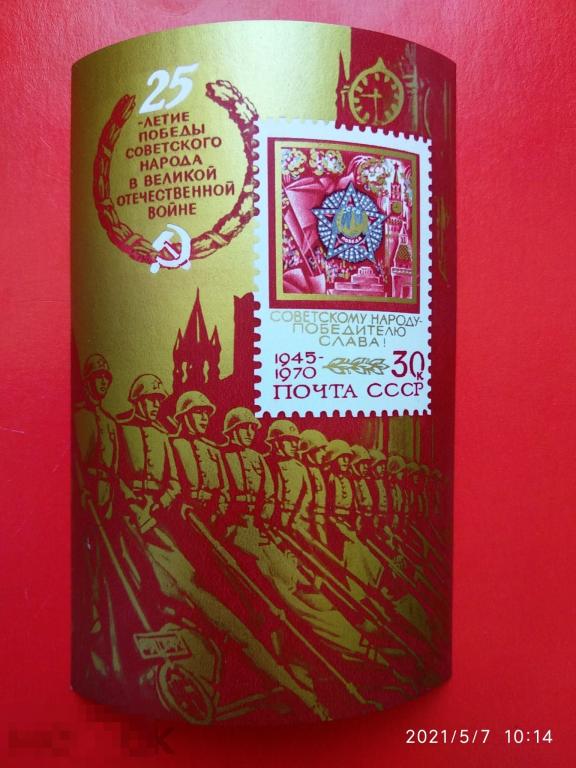 25
-ЛЕТИЕ
ПОБЕДЫ
СОВЕТСКОГО
НАРОДА
В ВЕЛИКОЙ
ОТЕЧЕСТВЕННОЙ
ВОЙНЕ
ПОБЕДА
СОВЕТСКОМУ НАРОДУ-
ПОБЕДИТЕЛЮ
СЛАВА!
1945-
1970
30к
ПОЧТА СССР
2021/5/7 10:14